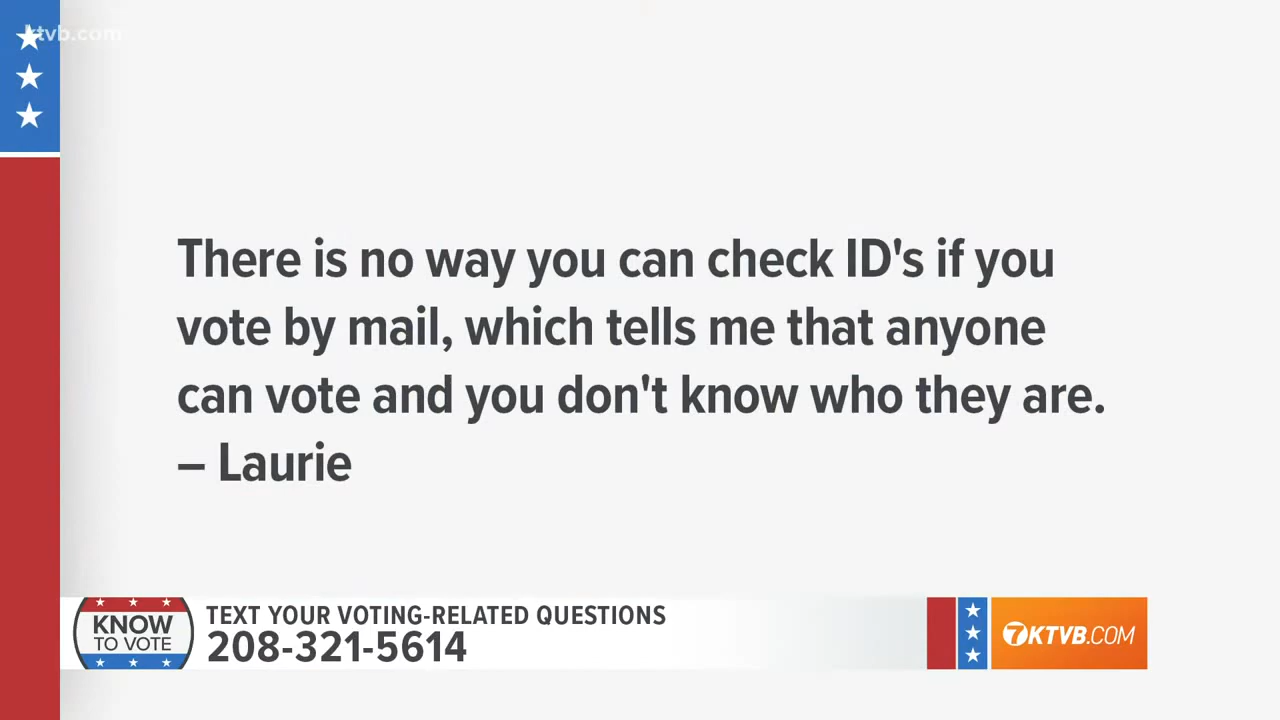 ktvb.com
There is no way you can check ID's if you
vote by mail, which tells me that anyone
can vote and you don't know who they are.
– Laurie
KNOW
TO VOTE
TEXT YOUR VOTING-RELATED QUESTIONS
208-321-5614
7KTVB.COM